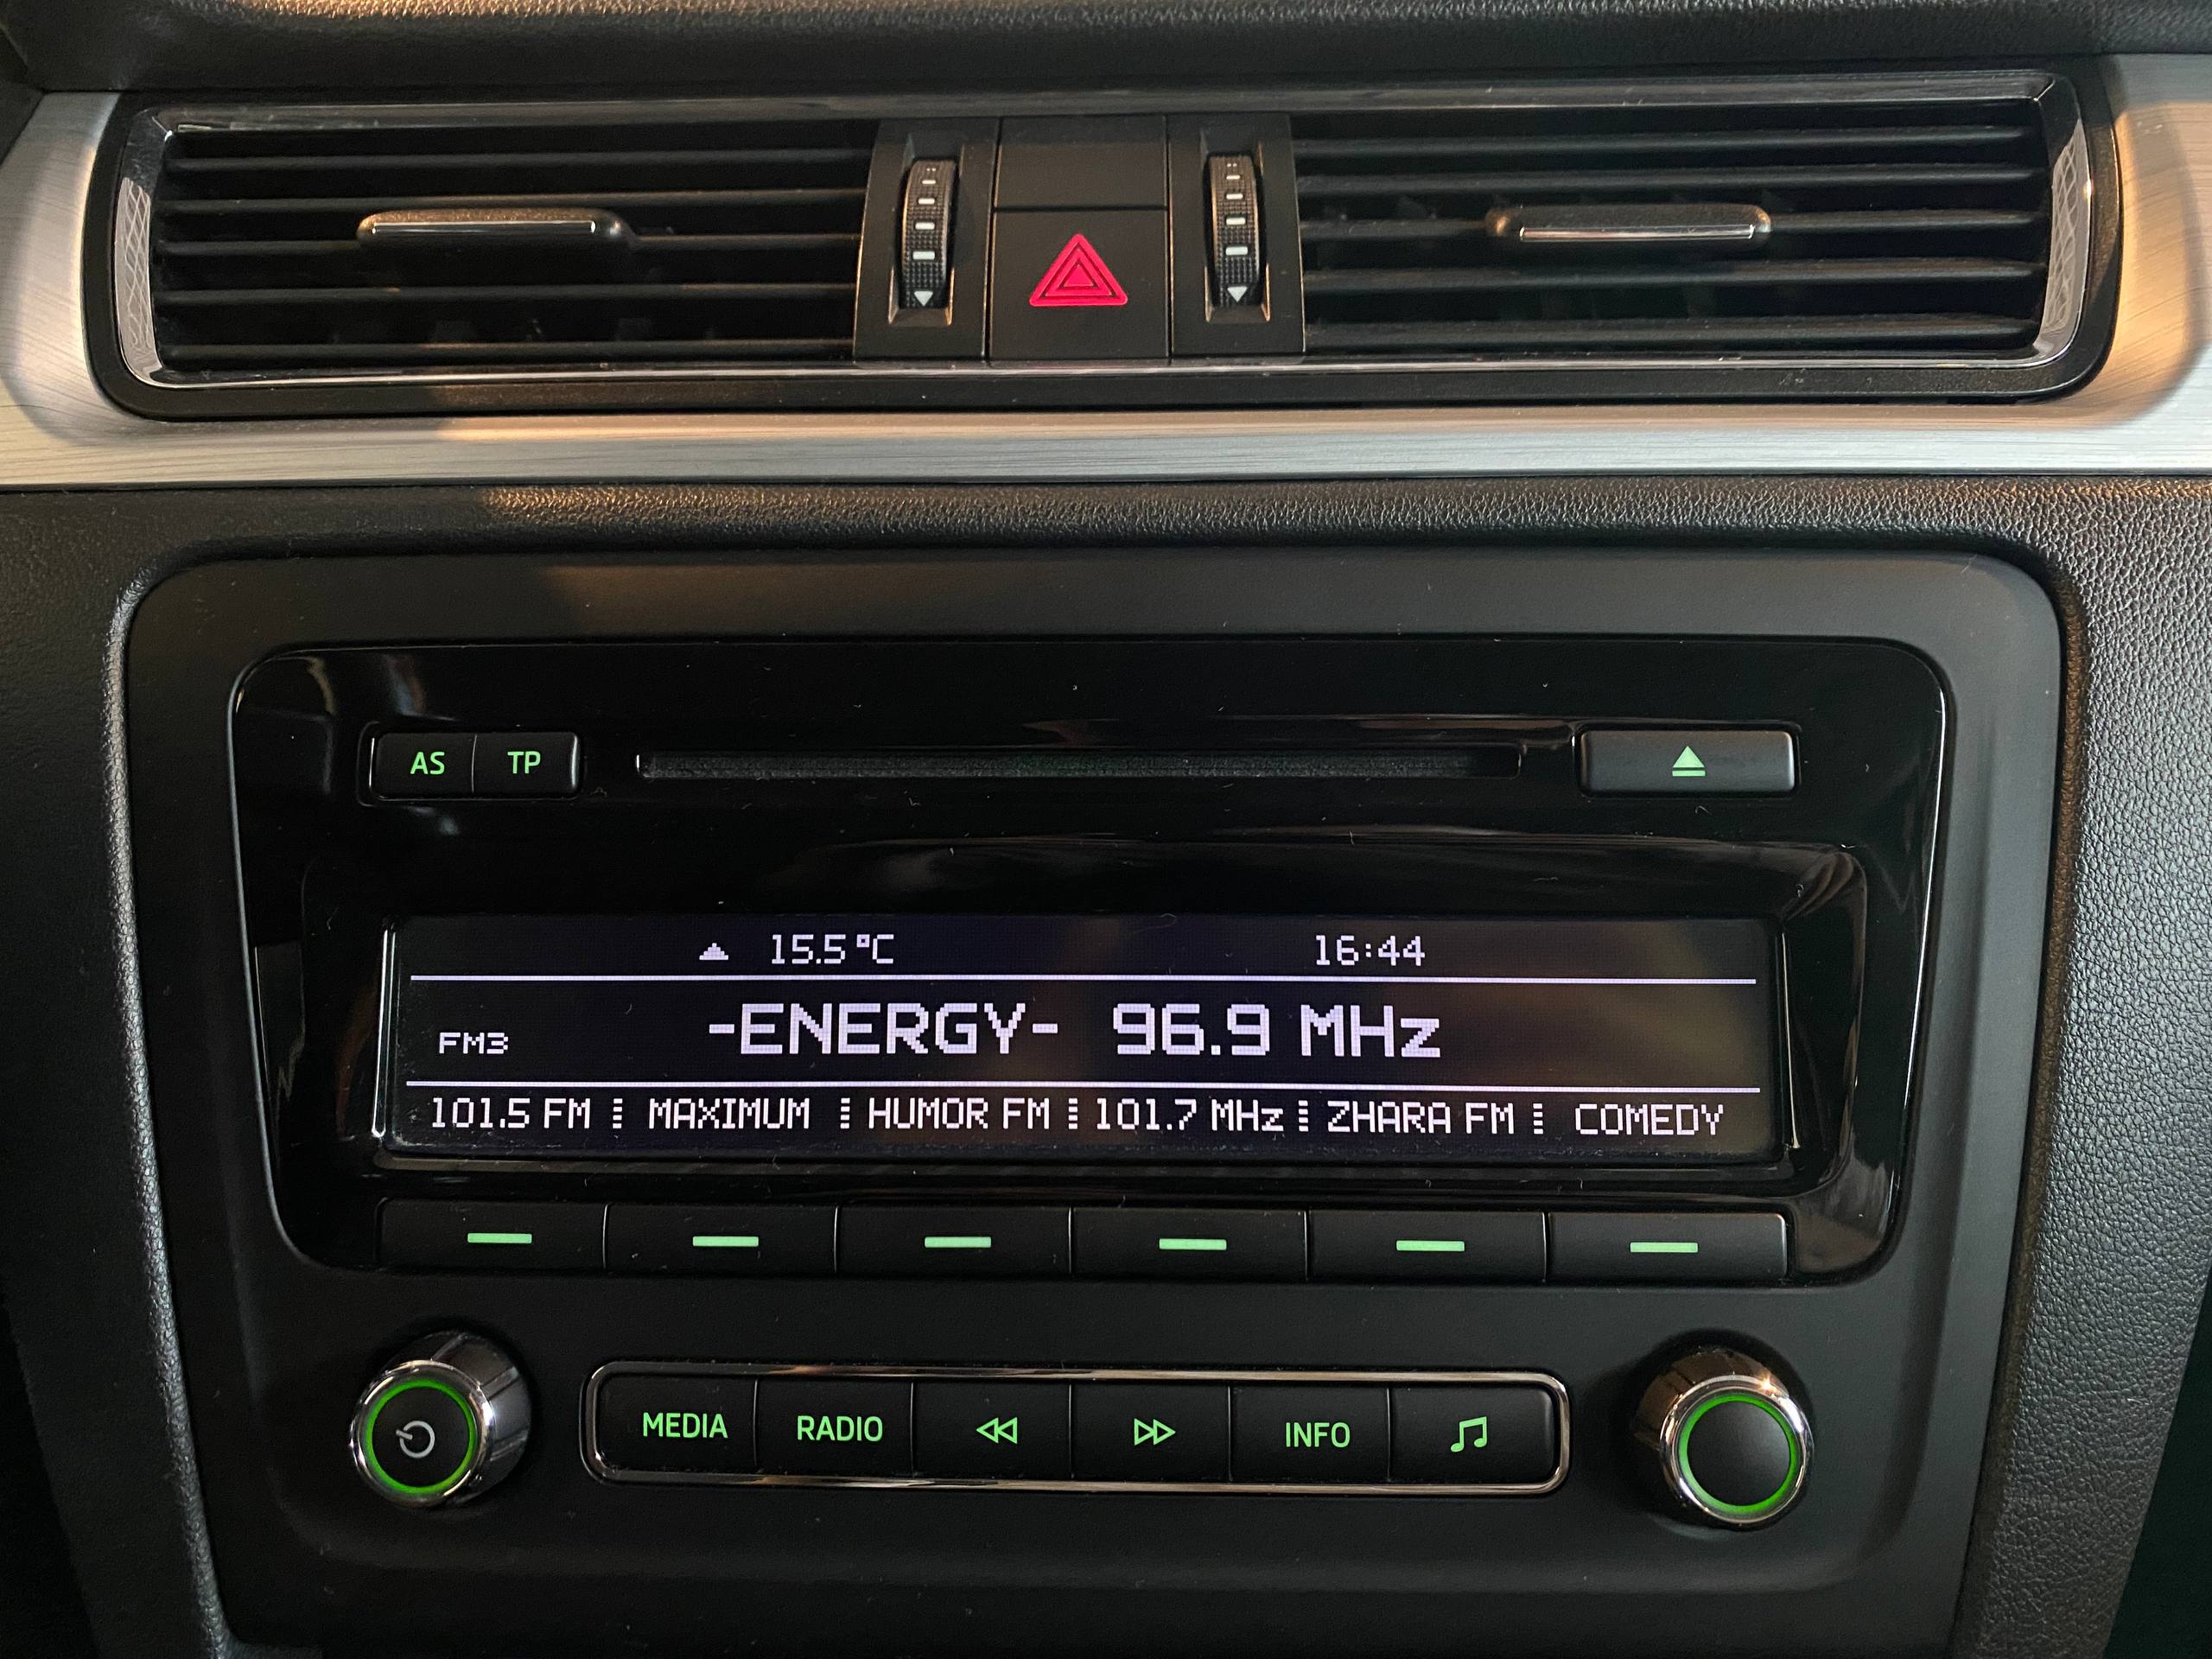 AS TP
15.5°C 16:44
FM3 -ENERGY- 96.9 MHz
101.5 FM MAXIMUM HUMOR FM 101.7 MHz ZHARA FM COMEDY
MEDIA RADIO INFO